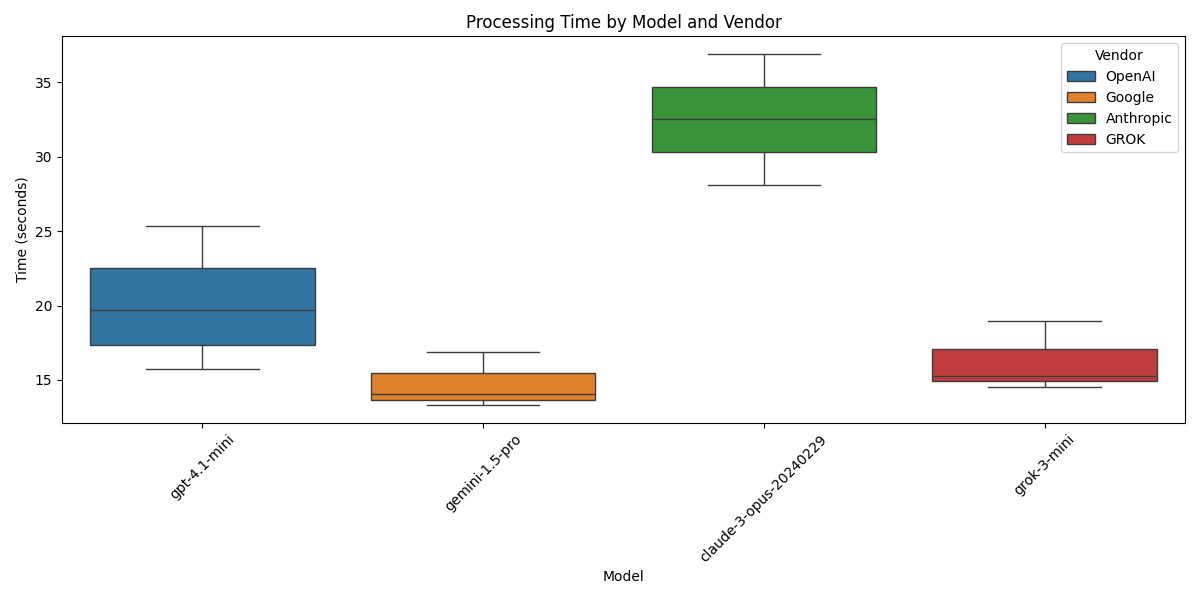 Processing Time by Model and Vendor
Vendor
OpenAI
Google
Anthropic
GROK
Time (seconds)
35
30
25
20
15
gpt-4.1-mini
gemini-1.5-pro
claude-3-opus-20240229
grok-3-mini
Model